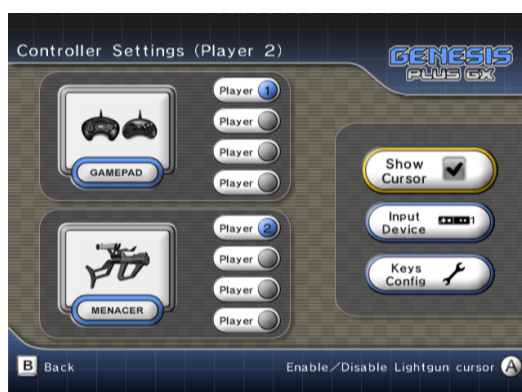 Controller Settings (Player 2)
GENESIS
PLUS GX
Player 1
Player
Player
Player
GAMEPAD
Player 2
Player
Player
Player
MENACER
Show
Cursor
Input
Device
1
Keys
Config
B Back
Enable/Disable Lightgun cursor A